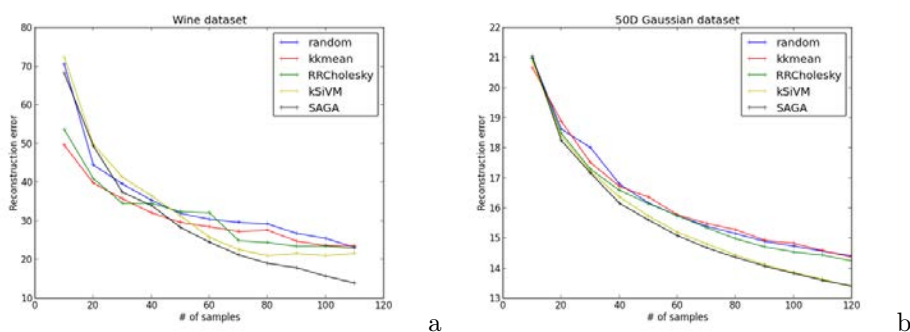 Wine dataset
80
70
60
50
40
30
20
10
Reconstruction error
0
20
40
60
80
100
120
# of samples
random
kkmean
RRCholesky
kSiVM
SAGA
a
50D Gaussian dataset
22
21
20
19
18
17
16
15
14
13
Reconstruction error
0
20
40
60
80
100
120
# of samples
random
kkmean
RRCholesky
kSiVM
SAGA
b